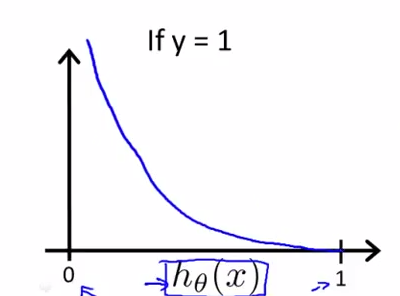 If y = 1
0 hθ(x) 1